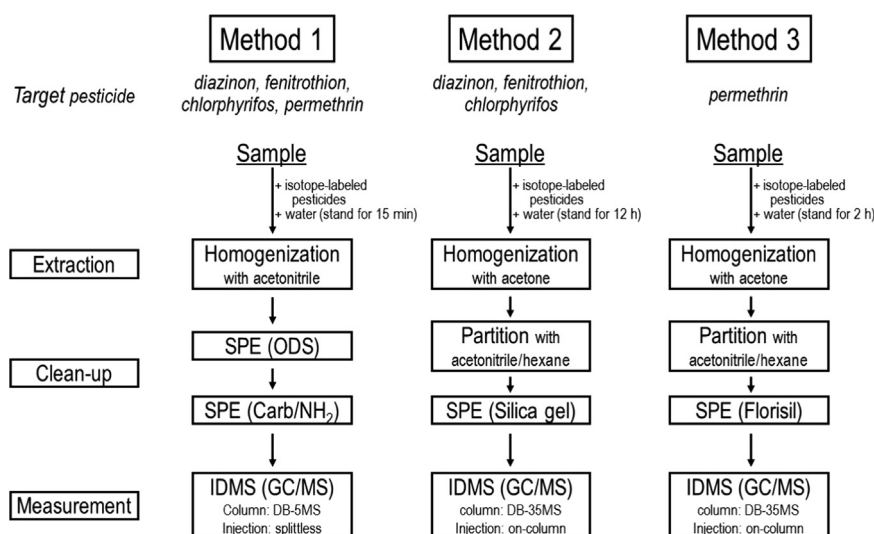 Method 1
Method 2
Method 3
Target pesticide
diazinon, fenitrothion,
chlorphyrifos, permethrin
diazinon, fenitrothion,
chlorphyrifos
permethrin
Sample
+ isotope-labeled
pesticides
+ water (stand for 15 min)
Sample
+ isotope-labeled
pesticides
+ water (stand for 12 h)
Sample
+ isotope-labeled
pesticides
+ water (stand for 2 h)
Extraction
Homogenization
with acetonitrile
Homogenization
with acetone
Homogenization
with acetone
Clean-up
SPE (ODS)
Partition with
acetonitrile/hexane
Partition with
acetonitrile/hexane
SPE (Carb/NH₂)
SPE (Silica gel)
SPE (Florisil)
Measurement
IDMS (GC/MS)
Column: DB-5MS
Injection: splittless
IDMS (GC/MS)
column: DB-35MS
Injection: on-column
IDMS (GC/MS)
column: DB-35MS
Injection: on-column